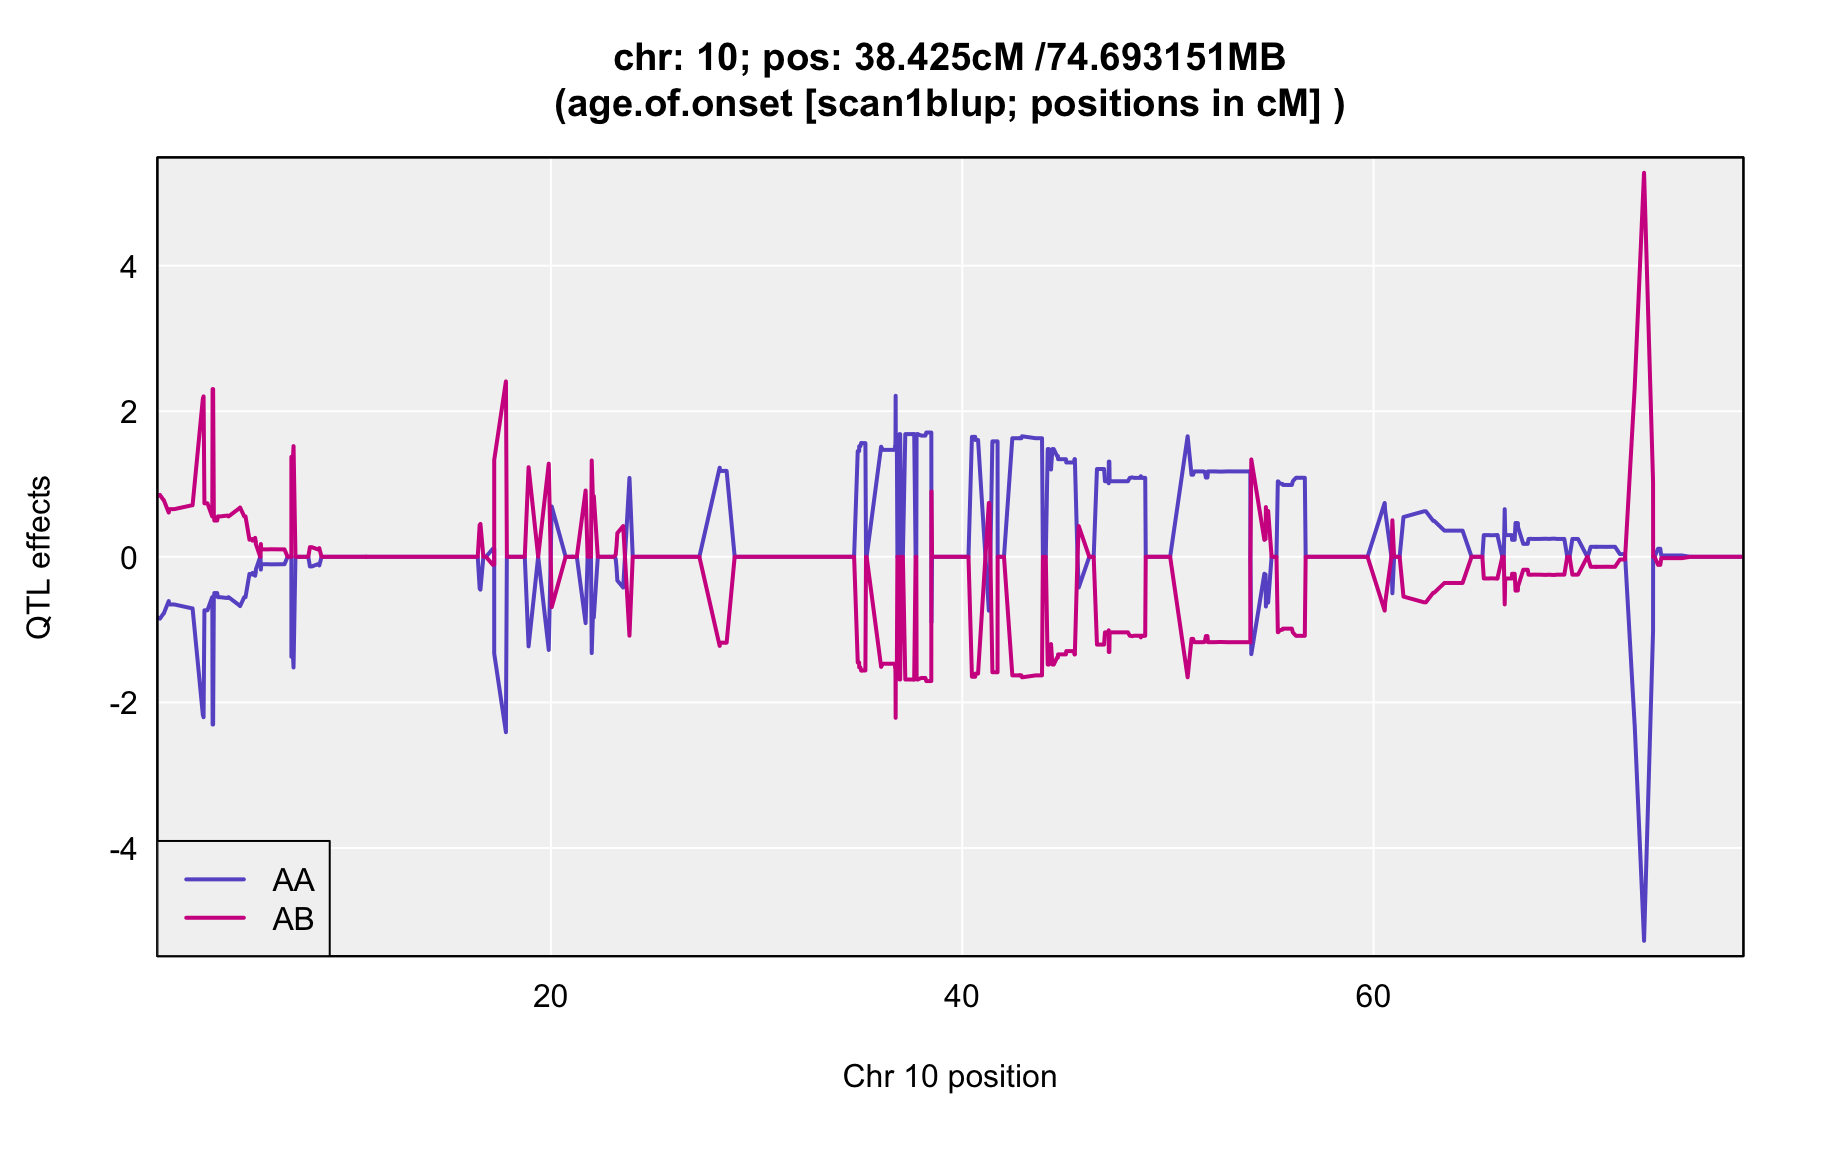 chr: 10; pos: 38.425cM /74.693151MB
(age.of.onset [scan1blup; positions in cM] )
QTL effects
4
2
0
-2
-4
AA
AB
20 40 60
Chr 10 position